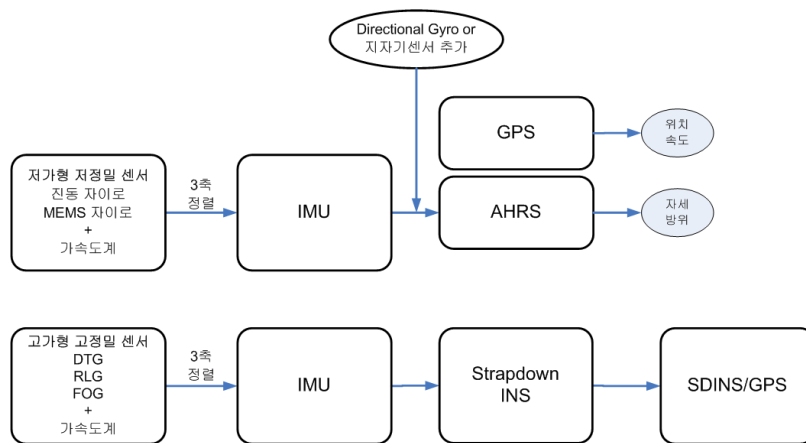 Directional Gyro or
지자기센서 추가
GPS
위치
속도
저가형 저정밀 센서
진동 자이로
MEMS 자이로
+
가속도계
3축
정렬
IMU
AHRS
자세
방위
고가형 고정밀 센서
DTG
RLG
FOG
+
가속도계
3축
정렬
IMU
Strapdown
INS
SDINS/GPS